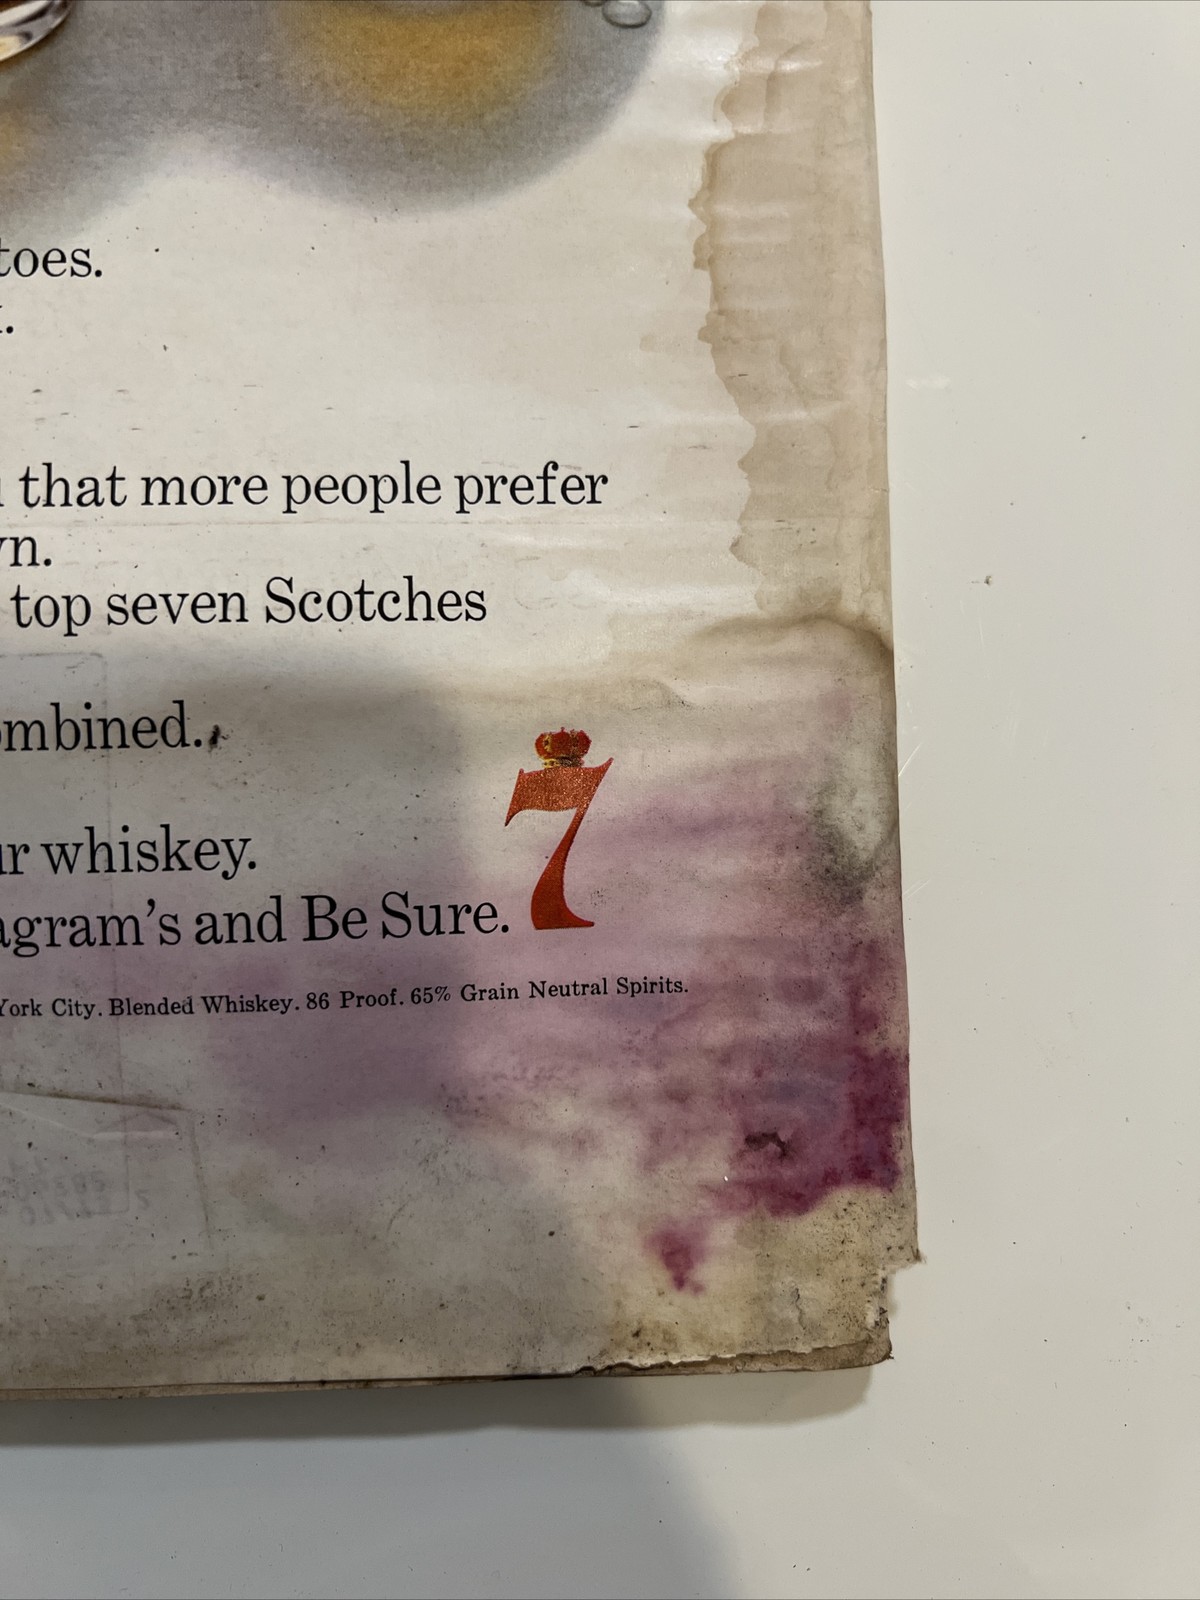 toes.
that more people prefer
top seven Scotches
ombined.
whiskey.
agram's and Be Sure.
7
York City. Blended Whiskey. 86 Proof. 65% Grain Neutral Spirits.